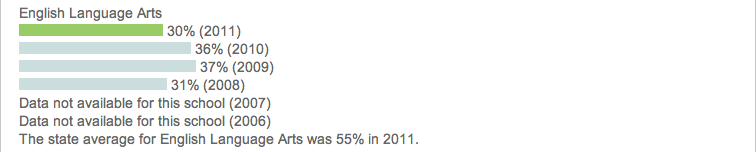 English Language Arts
30% (2011)
36% (2010)
37% (2009)
31% (2008)
Data not available for this school (2007)
Data not available for this school (2006)
The state average for English Language Arts was 55% in 2011.